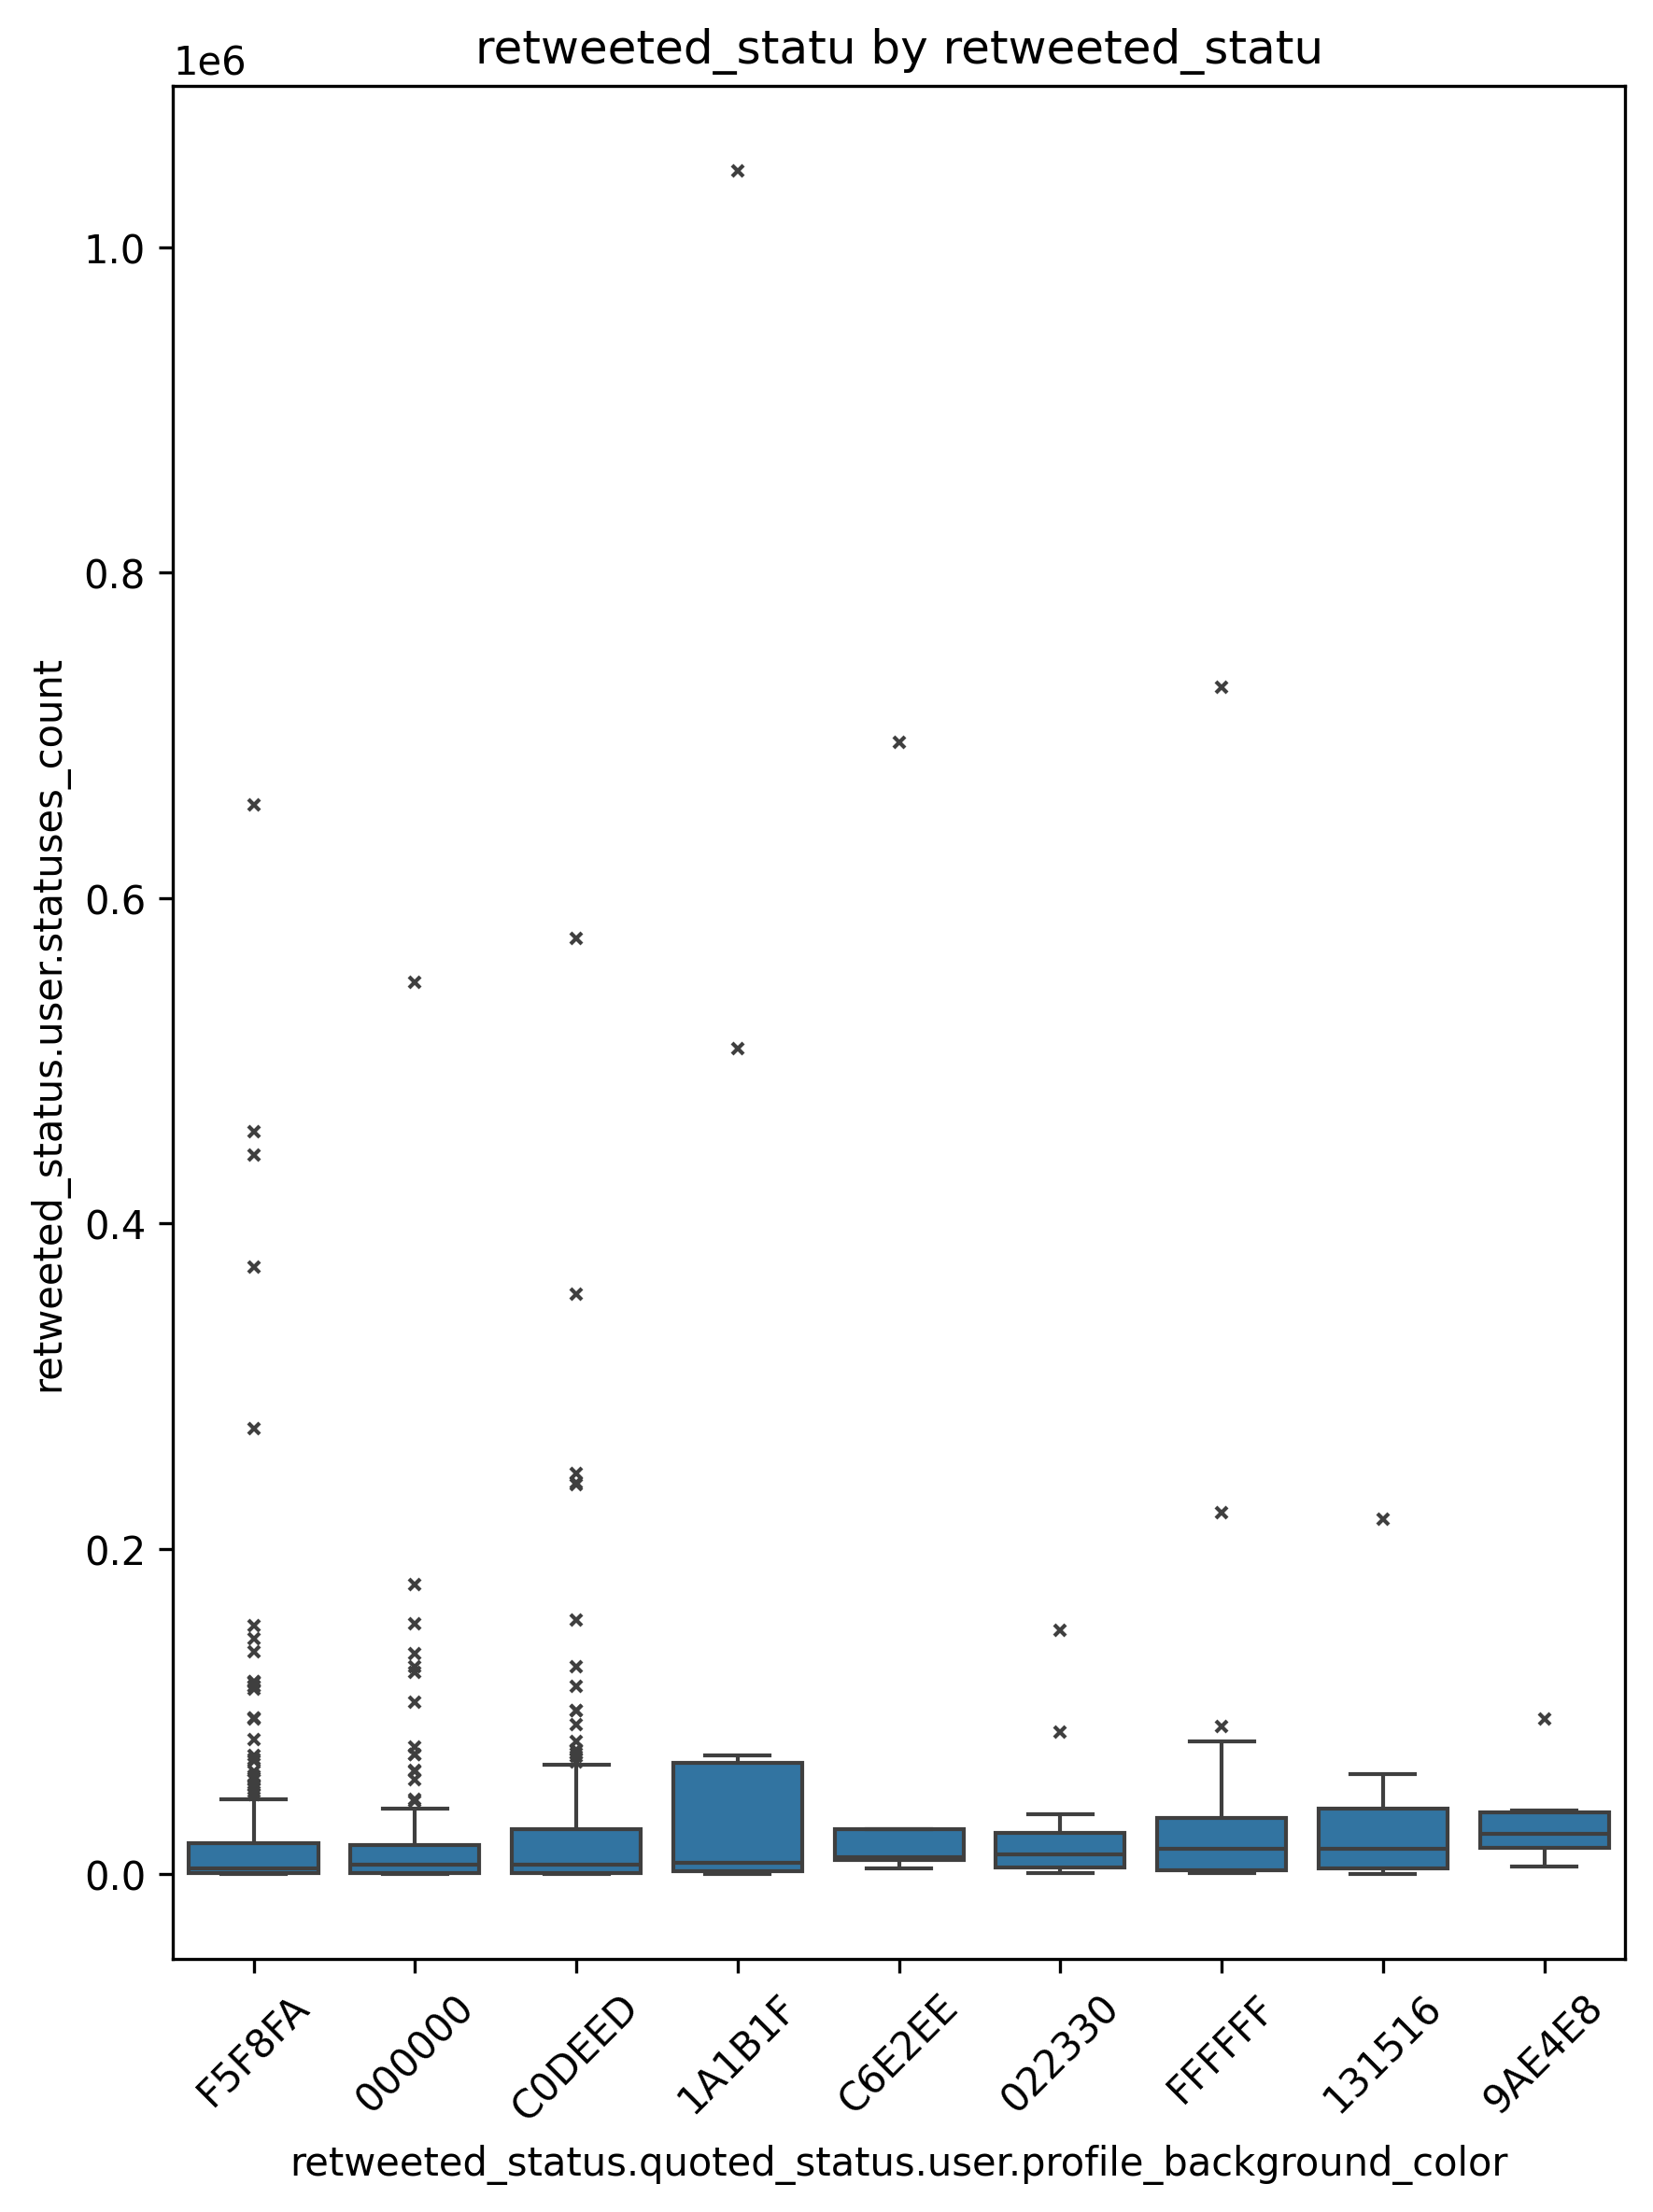 retweeted_statu by retweeted_statu
1e6
1.0
0.8
0.6
0.4
0.2
0.0
retweeted_status.user.statuses_count
F5F8FA
000000
C0DEED
1A1B1F
C6E2EE
022330
FFFFFF
131516
9AE4E8
retweeted_status.quoted_status.user.profile_background_color